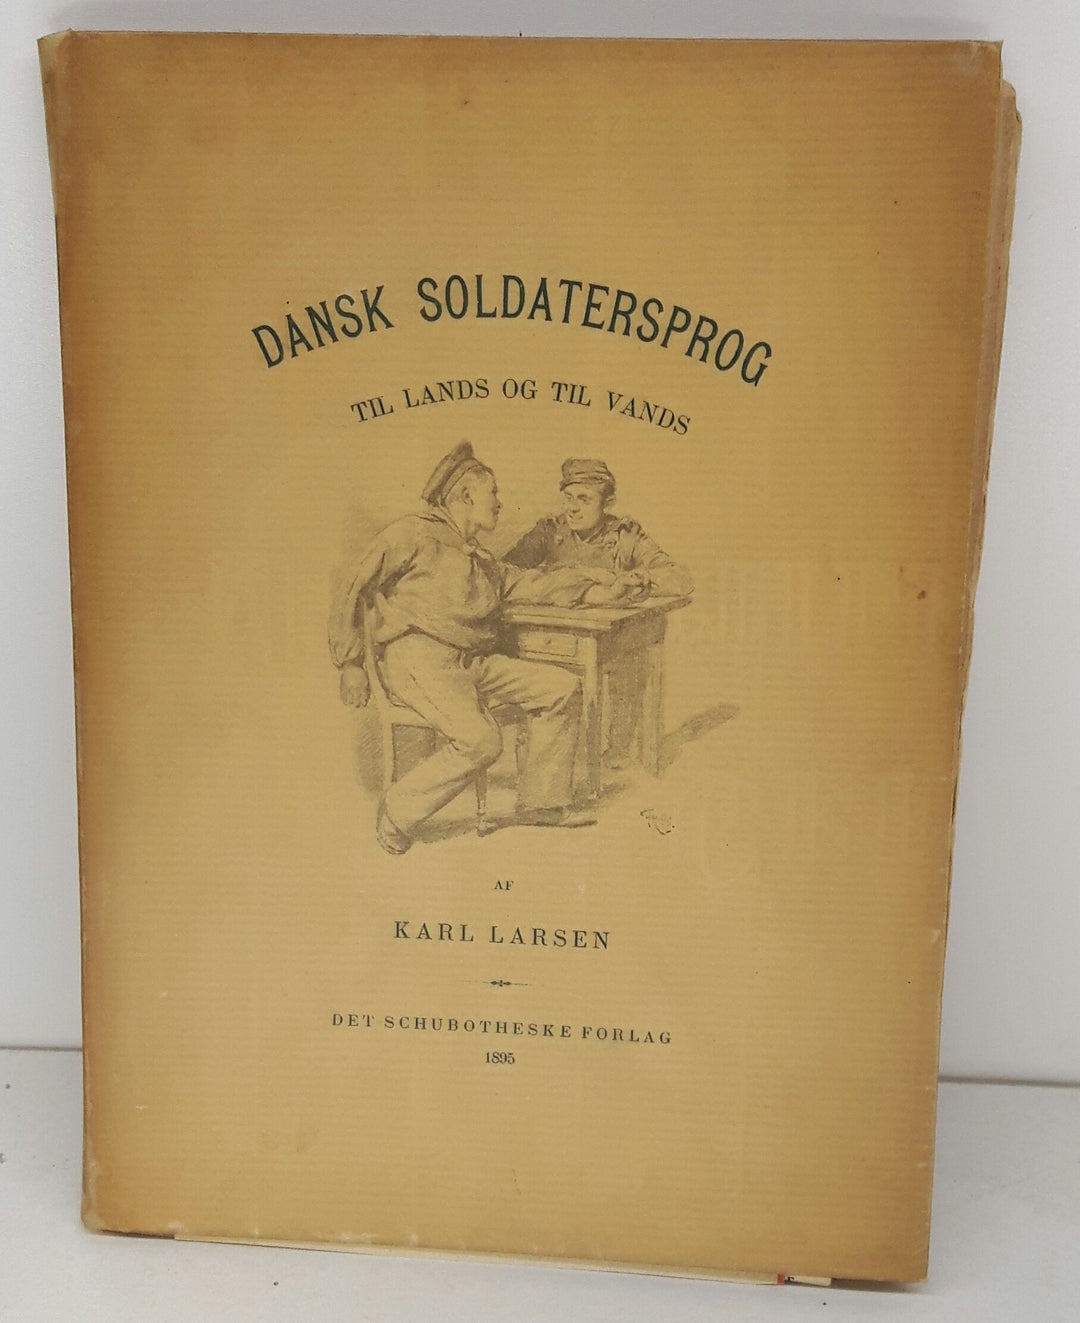 DANSK SOLDATERSPROG
TIL LANDS OG TIL VANDS
AF
KARL LARSEN
DET SCHUBOTHESKE FORLAG
1895